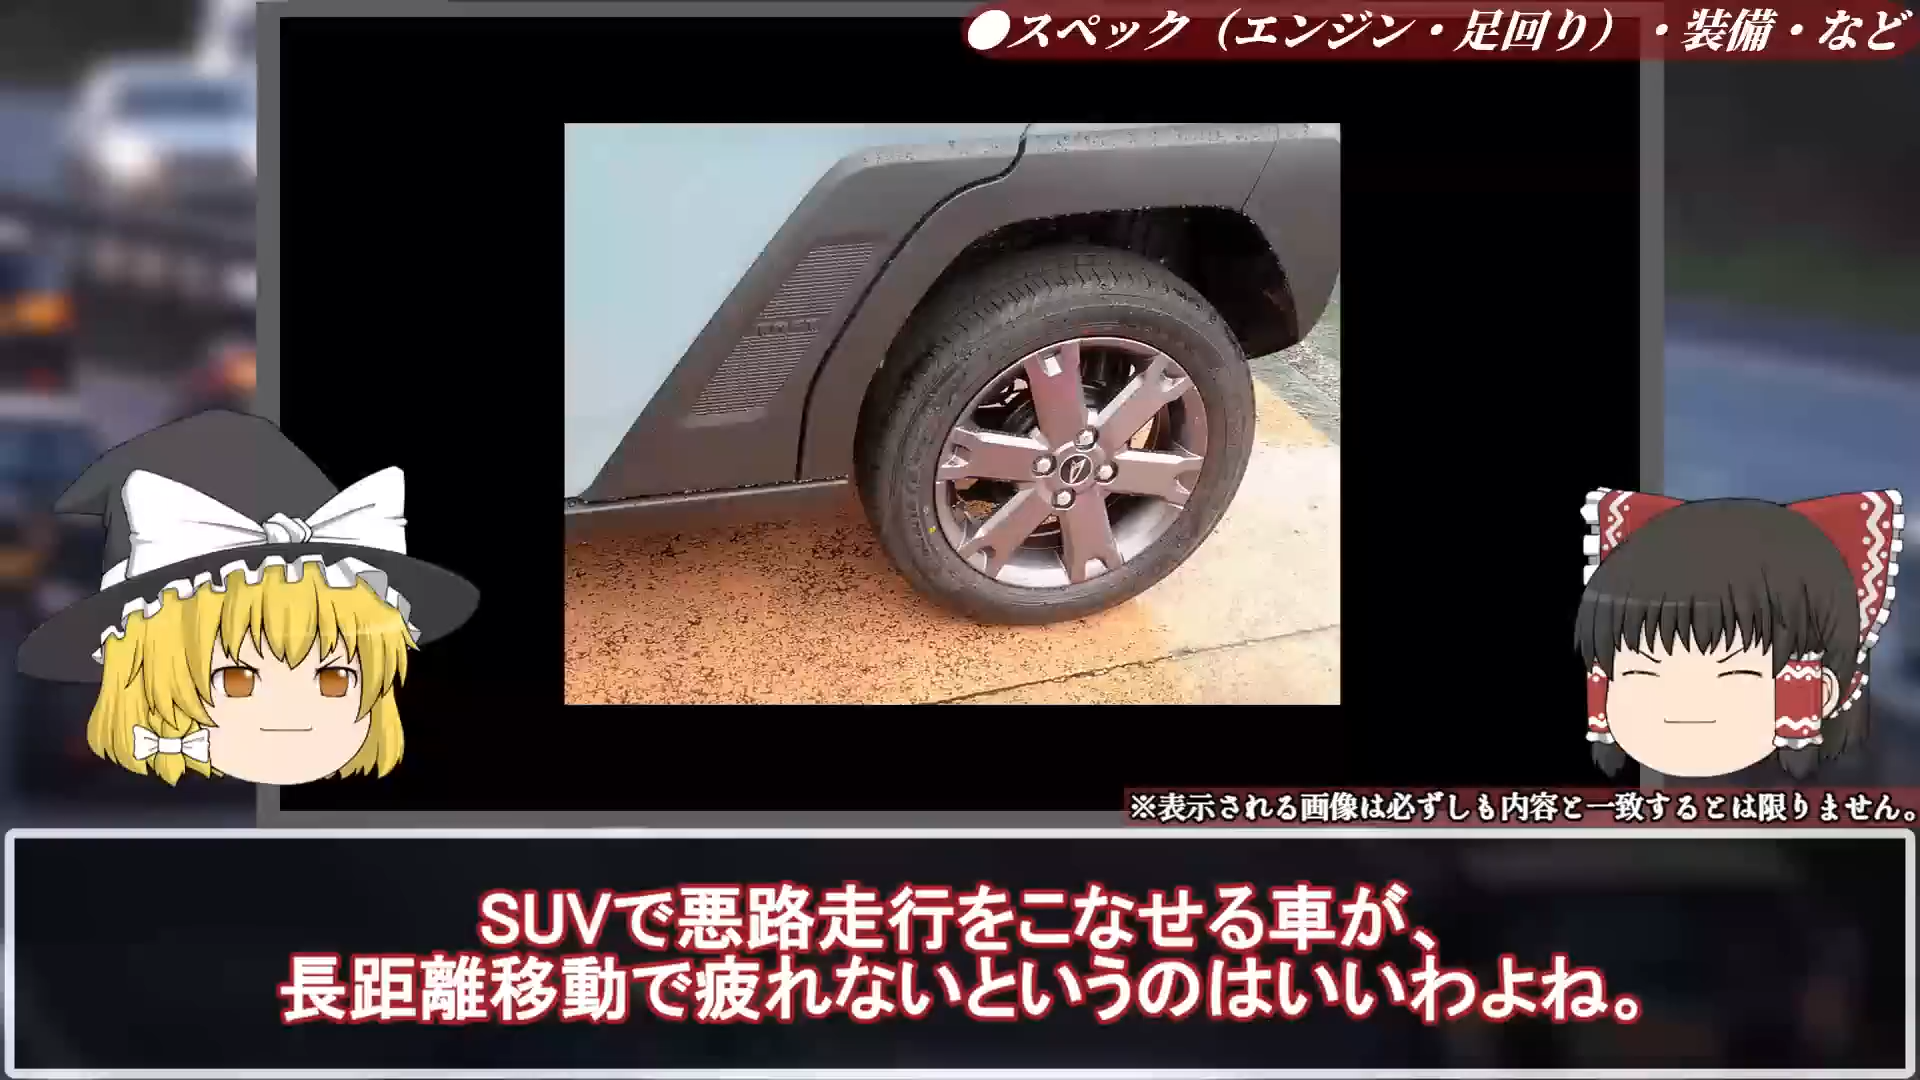 ●スペック（エンジン・足回り）・装備・など
※表示される画像は必ずしも内容と一致するとは限りません。
SUVで悪路走行をこなせる車が、
長距離移動で疲れないというのはいいわよね。